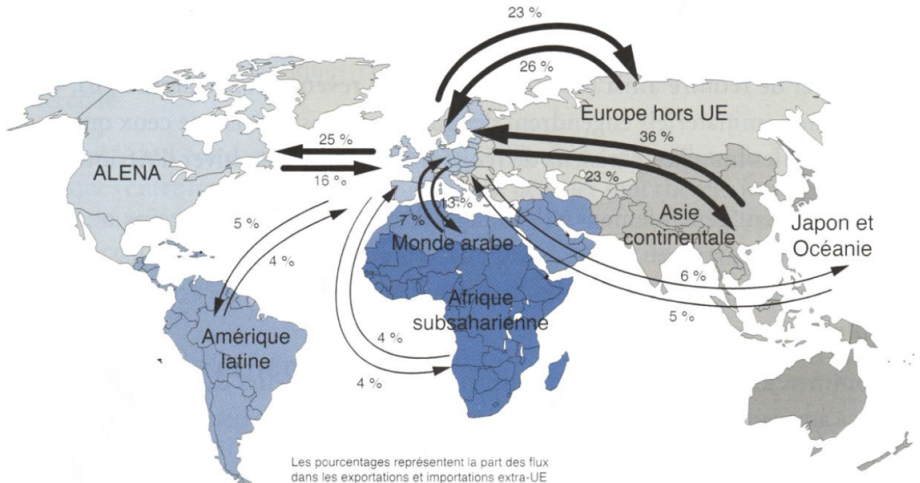 23 %
26 %
Europe hors UE
36 %
25 %
ALENA
16 %
23 %
13 %
7 %
5 %
4 %
Monde arabe
Asie
continentale
Japon et
Océanie
6 %
5 %
Afrique
subsaharienne
Amérique
latine
4 %
4 %
Les pourcentages représentent la part des flux
dans les exportations et importations extra-UE